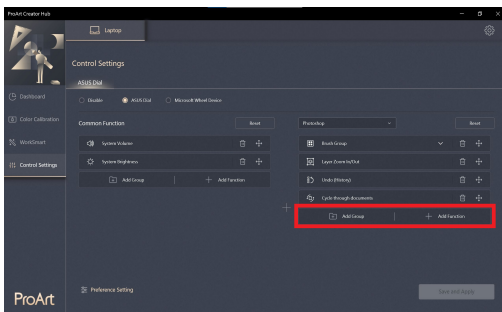 ProArt Creator Hub
Laptop
Control Settings
ASUS Dial
Dashboard
Disable
ASUS Dial
Microsoft Wheel Device
Color Calibration
Common Function
Reset
Photoshop
Reset
WorkSmart
System Volume
Brush Group
Control Settings
System Brightness
Layer Zoom In/Out
Add Group
Add Function
Undo (History)
Cycle through documents
Add Group
Add Function
Preference Setting
Save and Apply
ProArt